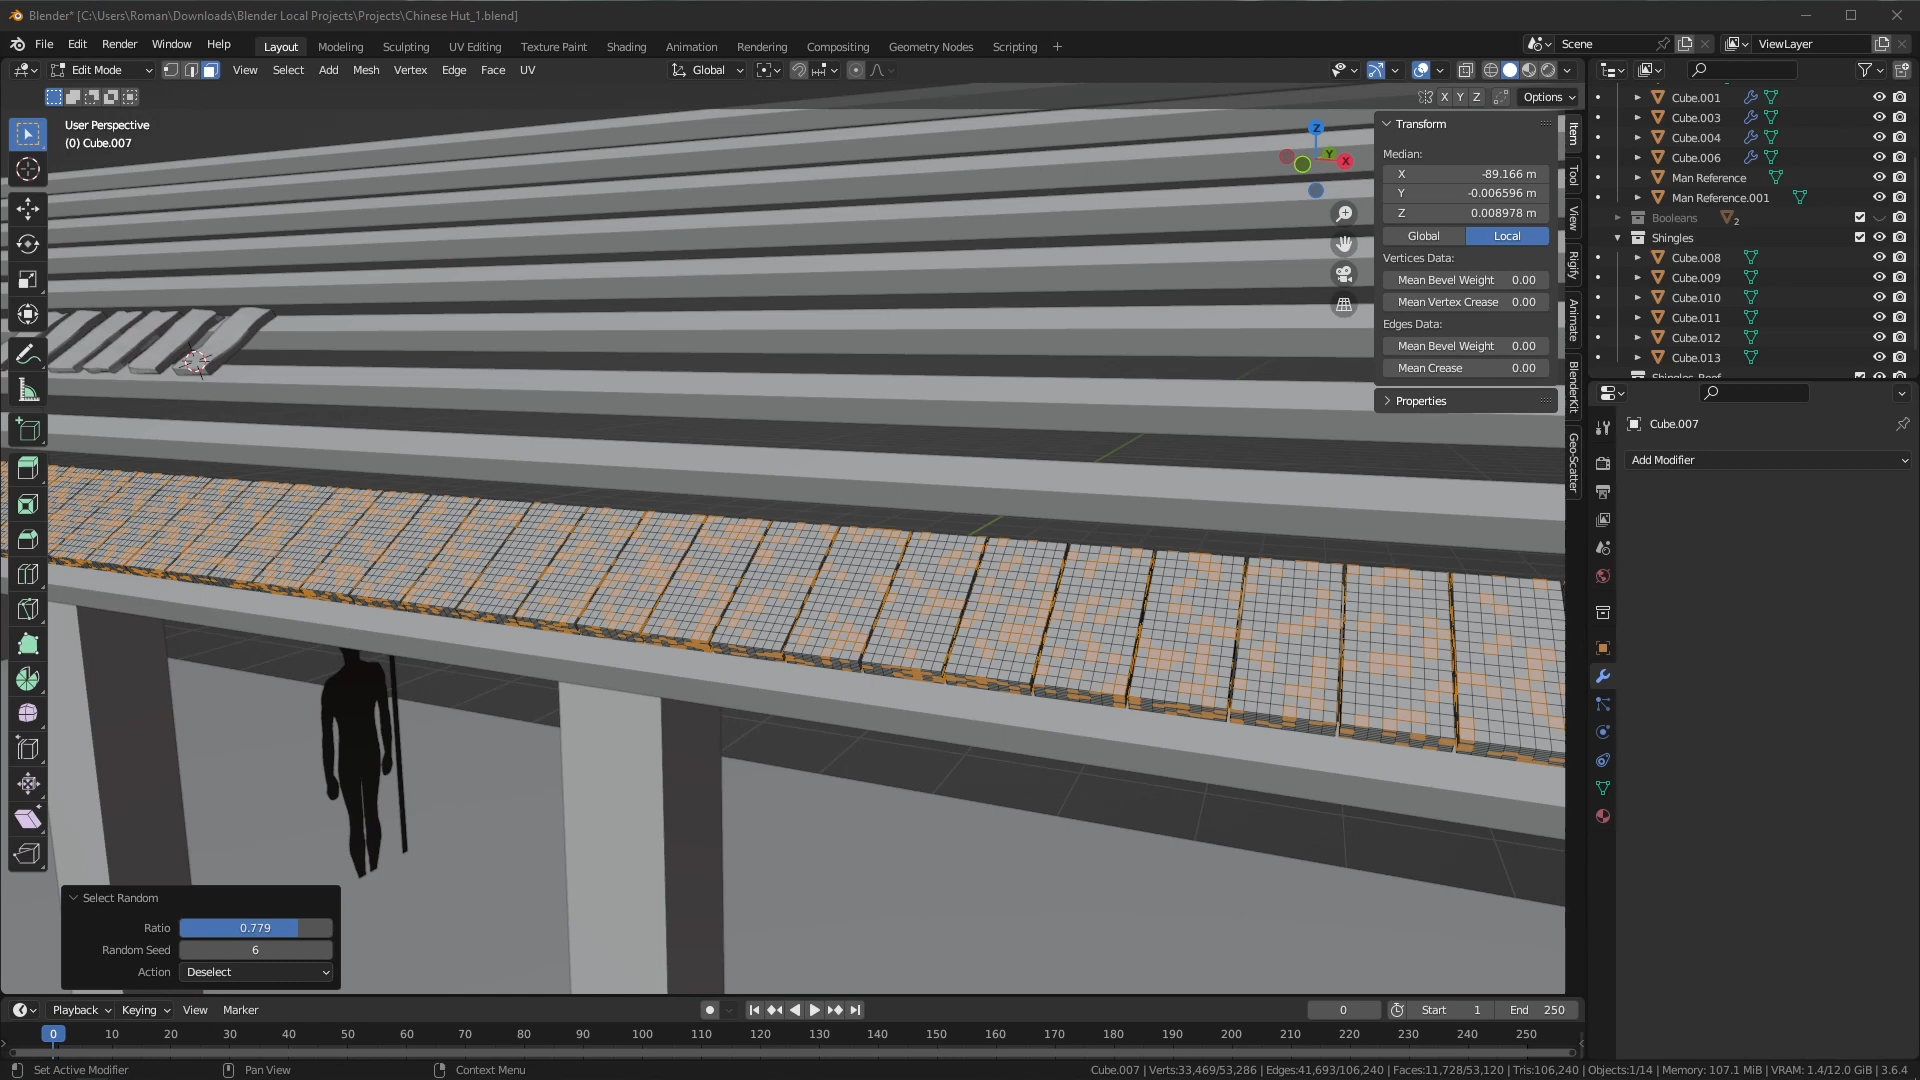 Blender* [C:\Users\Roman\Downloads\Blender Local Projects\Projects\Chinese Hut_1.blend]
File Edit Render Window Help Layout Modeling Sculpting UV Editing Texture Paint Shading Animation Rendering Compositing Geometry Nodes Scripting + Scene ViewLayer
Edit Mode View Select Add Mesh Vertex Edge Face UV Global
X Y Z Options
User Perspective
(0) Cube.007
Z
Y
X
Transform
Median:
X -89.166 m
Y -0.006596 m
Z 0.008978 m
Global Local
Vertices Data:
Mean Bevel Weight 0.00
Mean Vertex Crease 0.00
Edges Data:
Mean Bevel Weight 0.00
Mean Crease 0.00
Properties
Item
Tool
View
Rigify
Animate
BlenderKit
Geo-Scatter
Cube.001
Cube.003
Cube.004
Cube.006
Man Reference
Man Reference.001
Booleans 2
Shingles
Cube.008
Cube.009
Cube.010
Cube.011
Cube.012
Cube.013
Cube.007
Add Modifier
Select Random
Ratio 0.779
Random Seed 6
Action Deselect
Playback Keying View Marker 0 Start 1 End 250
0 10 20 30 40 50 60 70 80 90 100 110 120 130 140 150 160 170 180 190 200 210 220 230 240 250
Set Active Modifier Pan View Context Menu Cube.007 | Verts:33,469/53,286 | Edges:41,693/106,240 | Faces:11,728/53,120 | Tris:106,240 | Objects:1/14 | Memory: 107.1 MiB | VRAM: 1.4/12.0 GiB | 3.6.4